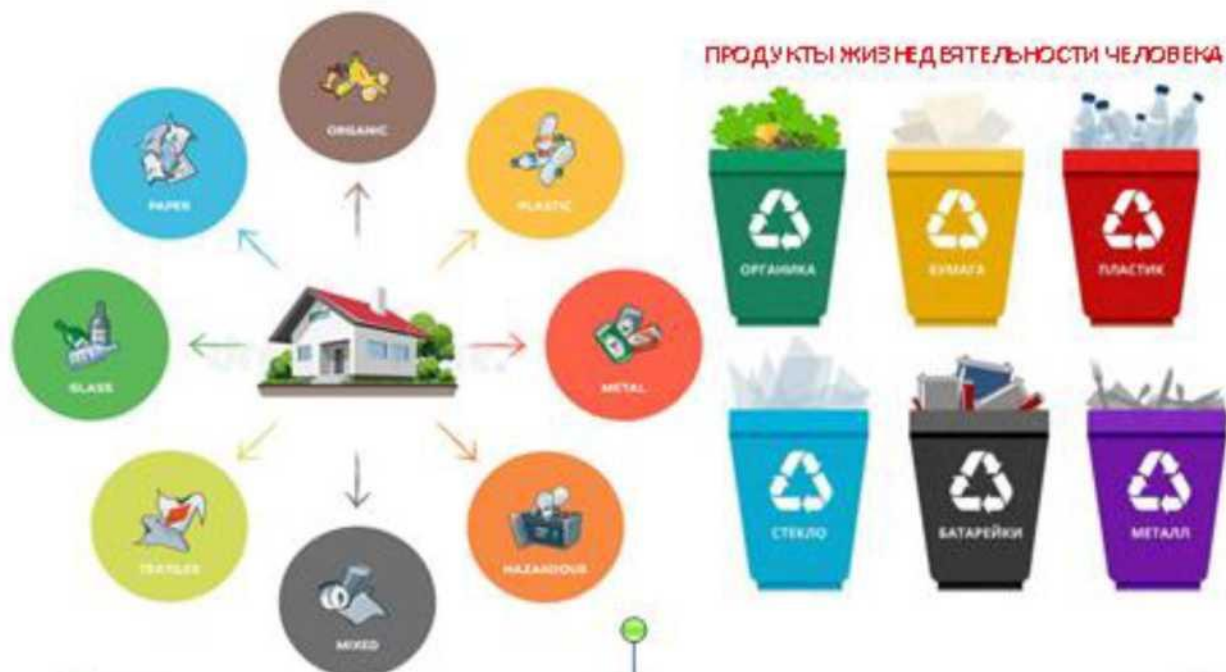 ПРОДУКТЫ ЖИЗНЕДЕЯТЕЛЬНОСТИ ЧЕЛОВЕКА
ORGANIC
PAPER
PLASTIC
GLASS
METAL
TEXTILES
HAZARDOUS
MIXED
ОРГАНИКА
БУМАГА
ПЛАСТИК
СТЕКЛО
БАТАРЕЙКИ
МЕТАЛЛ